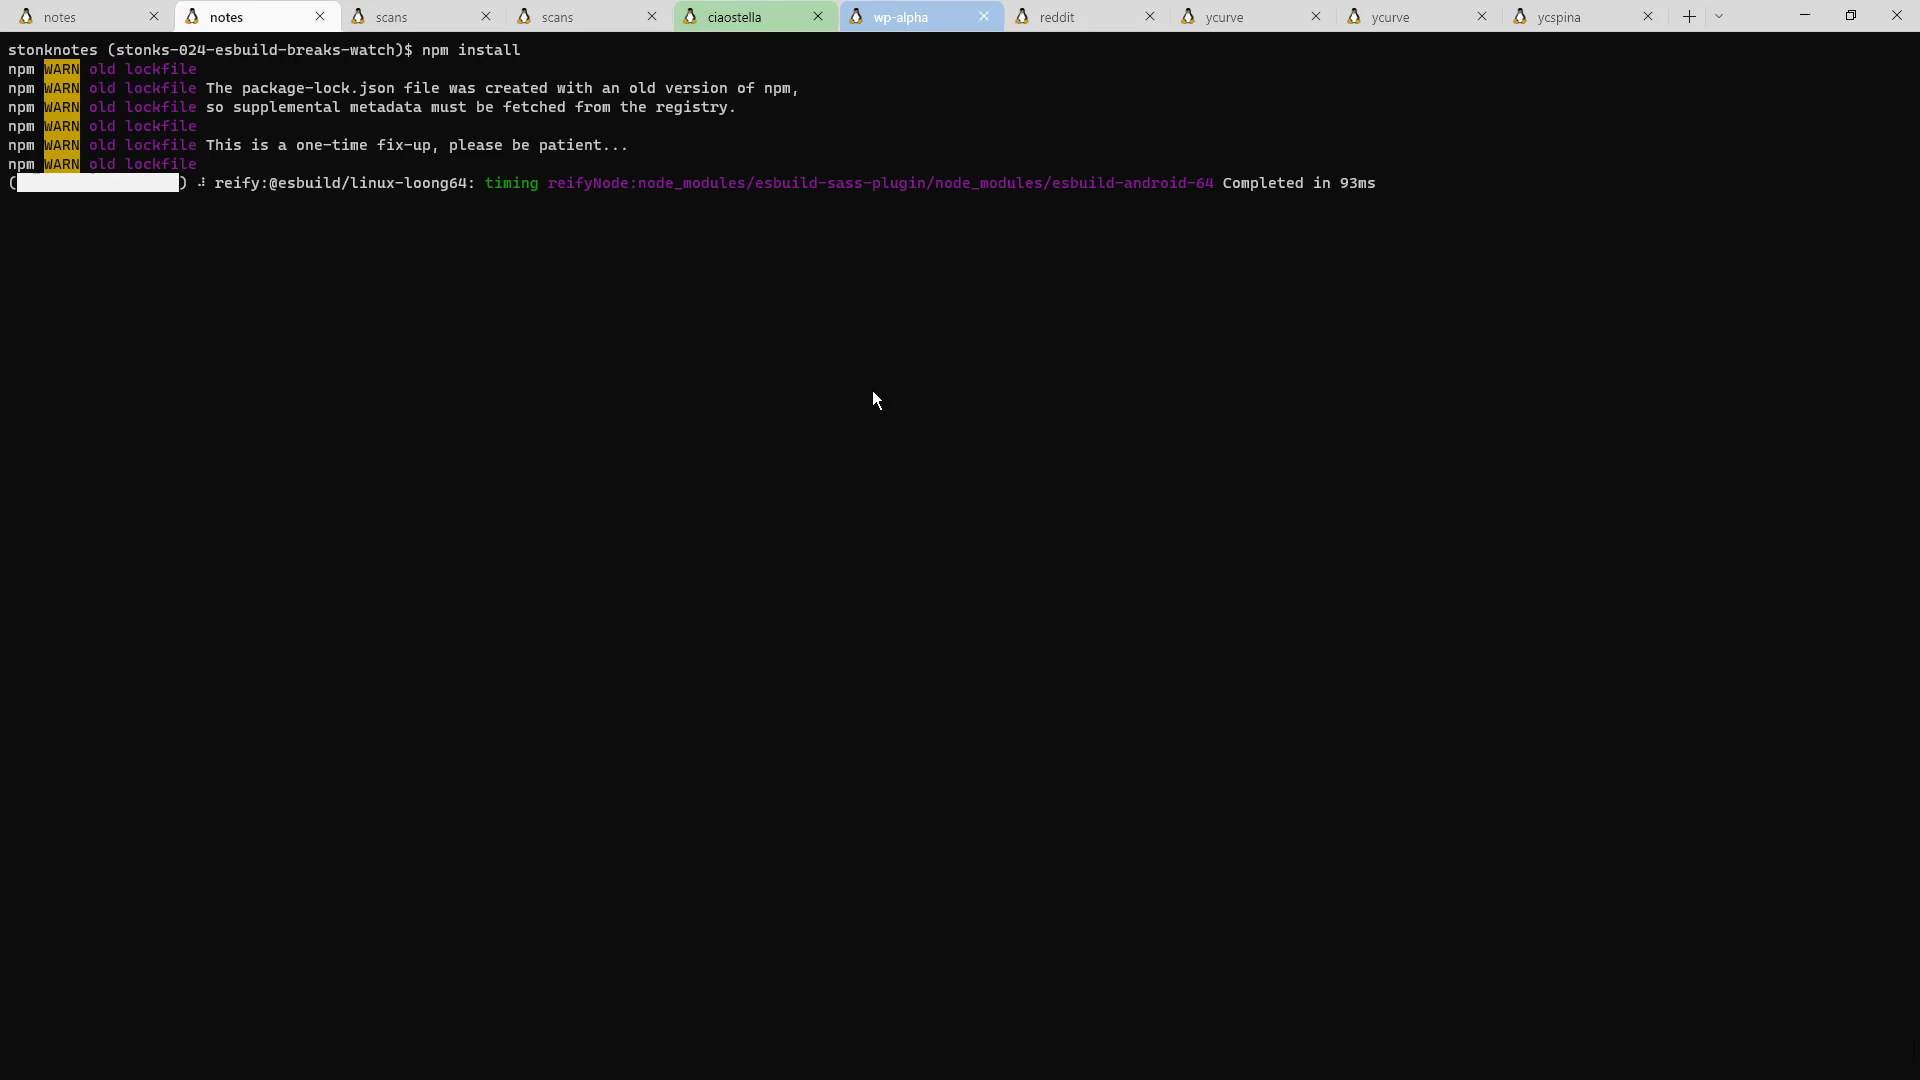 notes notes scans scans ciaostella wp-alpha reddit ycurve ycurve ycspina
stonknotes (stonks-024-esbuild-breaks-watch)$ npm install
npm WARN old lockfile
npm WARN old lockfile The package-lock.json file was created with an old version of npm,
npm WARN old lockfile so supplemental metadata must be fetched from the registry.
npm WARN old lockfile
npm WARN old lockfile This is a one-time fix-up, please be patient...
npm WARN old lockfile
( ) ⠼ reify:@esbuild/linux-loong64: timing reifyNode:node_modules/esbuild-sass-plugin/node_modules/esbuild-android-64 Completed in 93ms